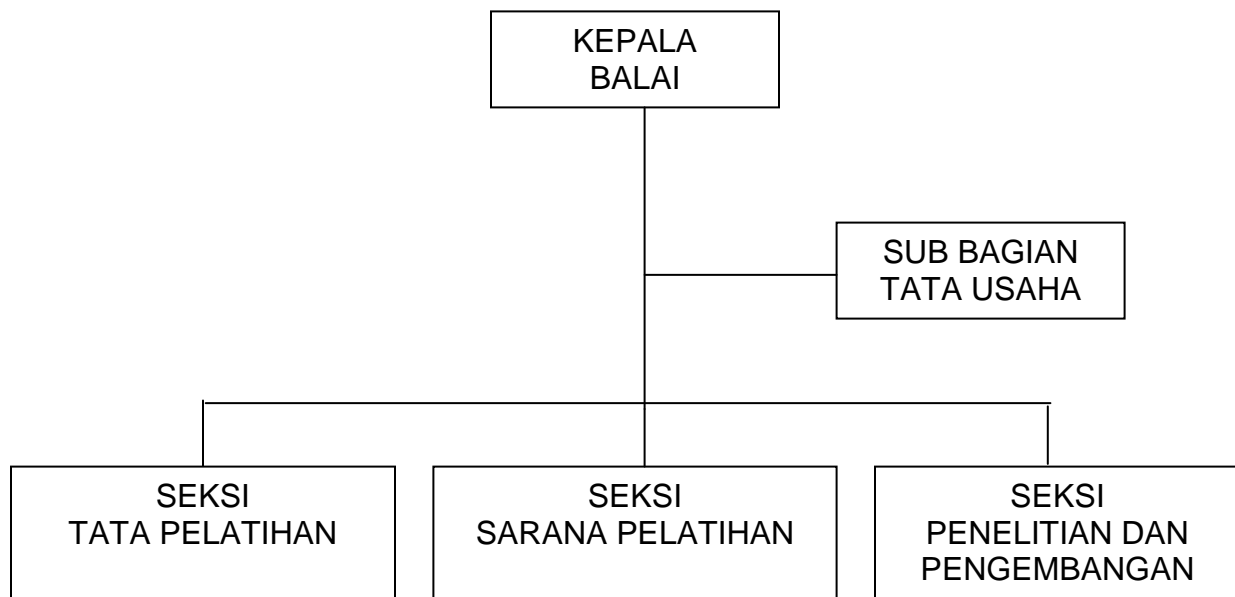 KEPALA
BALAI
SUB BAGIAN
TATA USAHA
SEKSI
TATA PELATIHAN
SEKSI
SARANA PELATIHAN
SEKSI
PENELITIAN DAN
PENGEMBANGAN